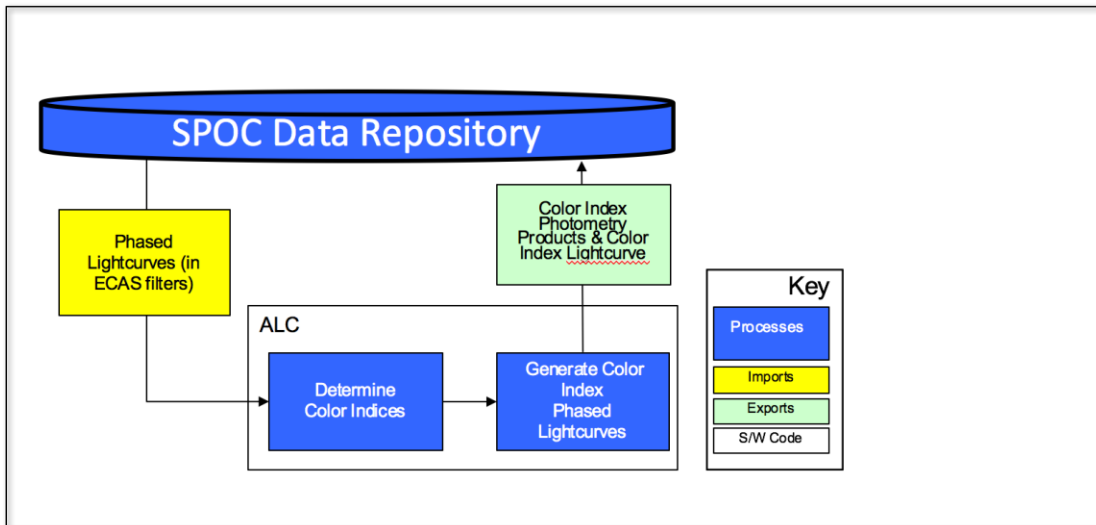 SPOC Data Repository
Phased
Lightcurves (in
ECAS filters)
Color Index
Photometry
Products & Color
Index Lightcurve
ALC
Determine
Color Indices
Generate Color
Index
Phased
Lightcurves
Key
Processes
Imports
Exports
S/W Code